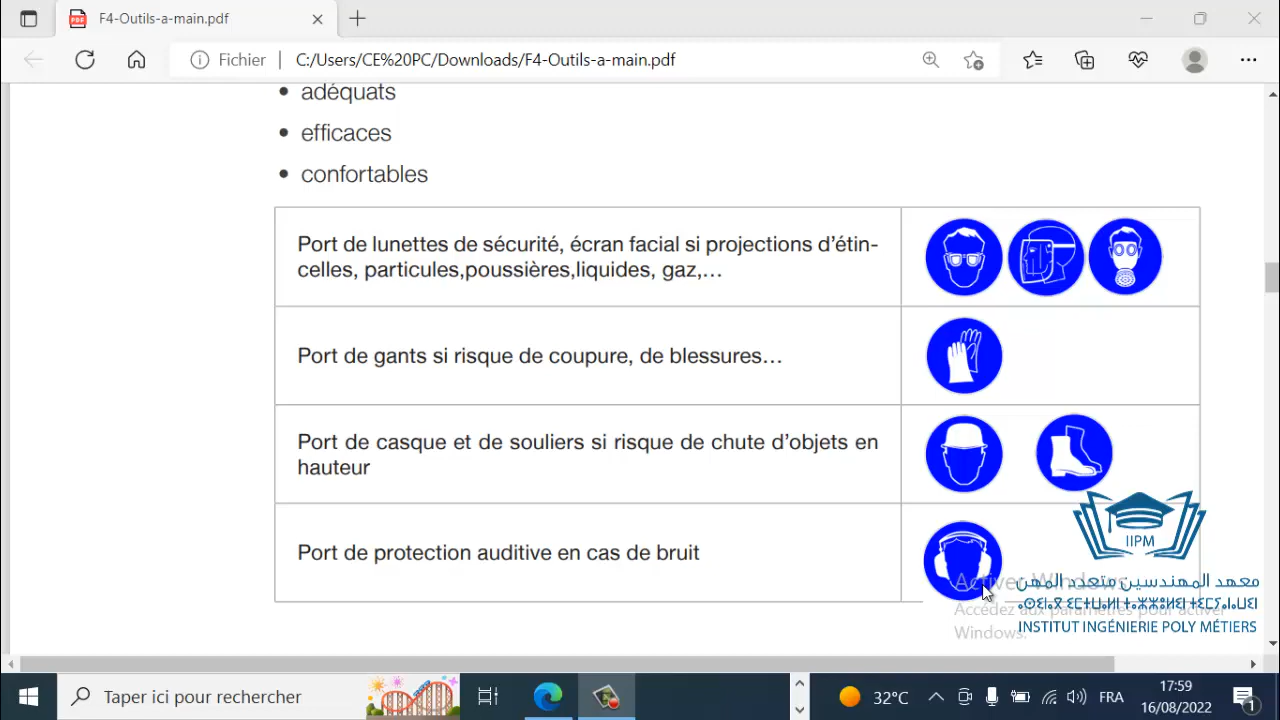 F4-Outils-a-main.pdf
Fichier
C:/Users/CE%20PC/Downloads/F4-Outils-a-main.pdf
• adéquats
• efficaces
• confortables
Port de lunettes de sécurité, écran facial si projections d’étin-
celles, particules,poussières,liquides, gaz,…
Port de gants si risque de coupure, de blessures…
Port de casque et de souliers si risque de chute d’objets en
hauteur
Port de protection auditive en cas de bruit
IIPM
معهد المهندسين متعدد المهن
INSTITUT INGÉNIERIE POLY MÉTIERS
Activer Windows
Accédez aux paramètres pour activer
Windows.
Taper ici pour rechercher
32°C
FRA
17:59
16/08/2022
1